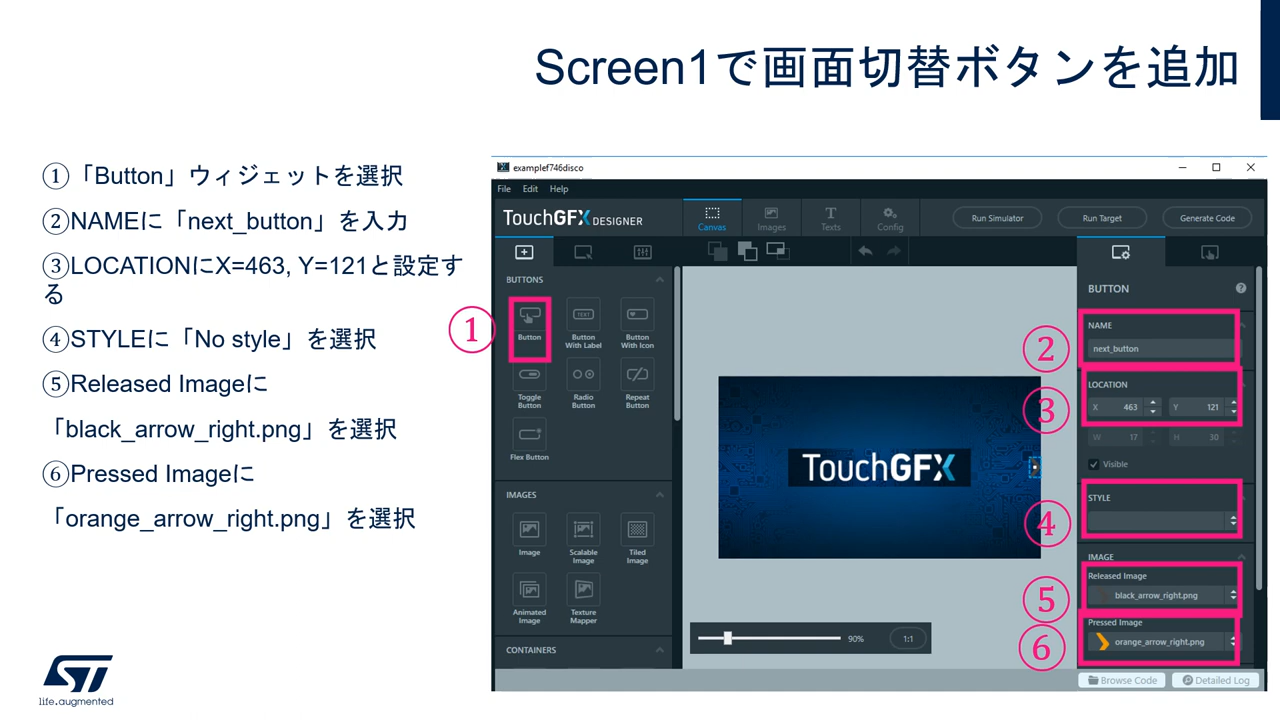 Screen1で画面切替ボタンを追加
①「Button」ウィジェットを選択
②NAMEに「next_button」を入力
③LOCATIONにX=463, Y=121と設定す
る
④STYLEに「No style」を選択
⑤Released Imageに
「black_arrow_right.png」を選択
⑥Pressed Imageに
「orange_arrow_right.png」を選択
life.augmented
examplef746disco
File Edit Help
TouchGFX DESIGNER
Canvas
Images
Texts
Config
Run Simulator
Run Target
Generate Code
BUTTONS
Button
Button
With Label
Button
With Icon
Toggle
Button
Radio
Button
Repeat
Button
Flex Button
IMAGES
Image
Scalable
Image
Tiled
Image
Animated
Image
Texture
Mapper
CONTAINERS
①
TouchGFX
90%
1:1
②
③
④
⑤
⑥
BUTTON
NAME
next_button
LOCATION
X 463 Y 121
W 17 H 30
Visible
STYLE
IMAGE
Released Image
black_arrow_right.png
Pressed Image
orange_arrow_right.png
Browse Code
Detailed Log